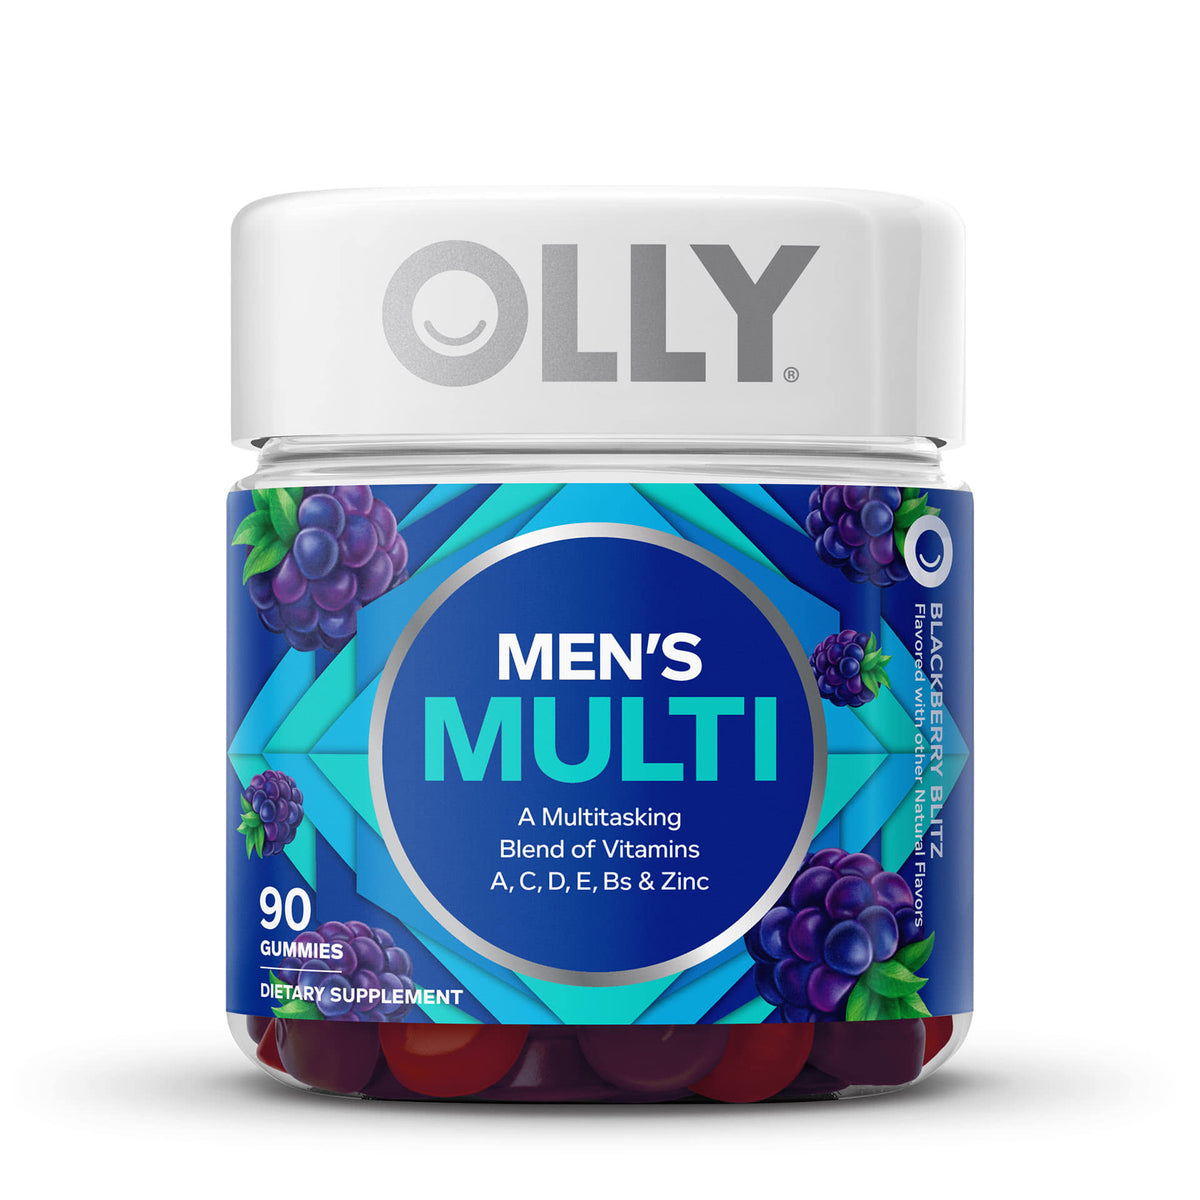 OLLY®
MEN'S
MULTI
A Multitasking
Blend of Vitamins
A, C, D, E, Bs & Zinc
90
GUMMIES
DIETARY SUPPLEMENT
BLACKBERRY BLITZ
Flavored with other Natural Flavors